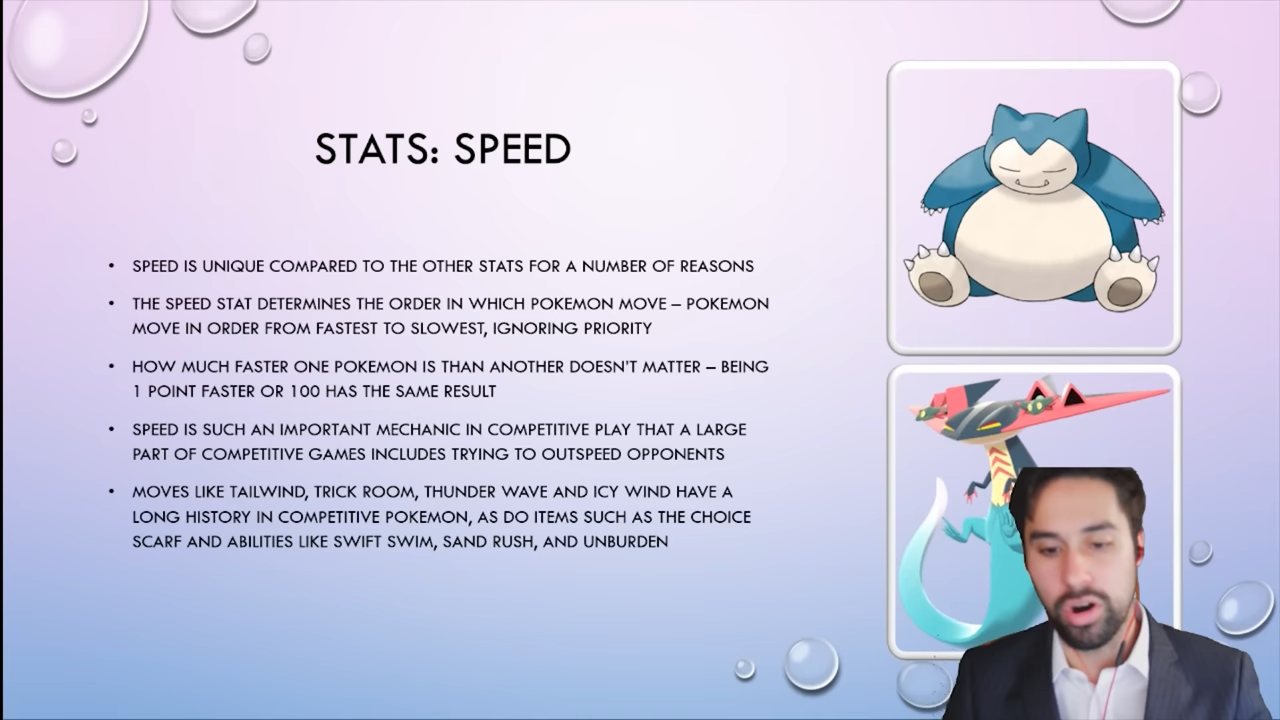 STATS: SPEED
• SPEED IS UNIQUE COMPARED TO THE OTHER STATS FOR A NUMBER OF REASONS
• THE SPEED STAT DETERMINES THE ORDER IN WHICH POKEMON MOVE – POKEMON
MOVE IN ORDER FROM FASTEST TO SLOWEST, IGNORING PRIORITY
• HOW MUCH FASTER ONE POKEMON IS THAN ANOTHER DOESN'T MATTER – BEING
1 POINT FASTER OR 100 HAS THE SAME RESULT
• SPEED IS SUCH AN IMPORTANT MECHANIC IN COMPETITIVE PLAY THAT A LARGE
PART OF COMPETITIVE GAMES INCLUDES TRYING TO OUTSPEED OPPONENTS
• MOVES LIKE TAILWIND, TRICK ROOM, THUNDER WAVE AND ICY WIND HAVE A
LONG HISTORY IN COMPETITIVE POKEMON, AS DO ITEMS SUCH AS THE CHOICE
SCARF AND ABILITIES LIKE SWIFT SWIM, SAND RUSH, AND UNBURDEN